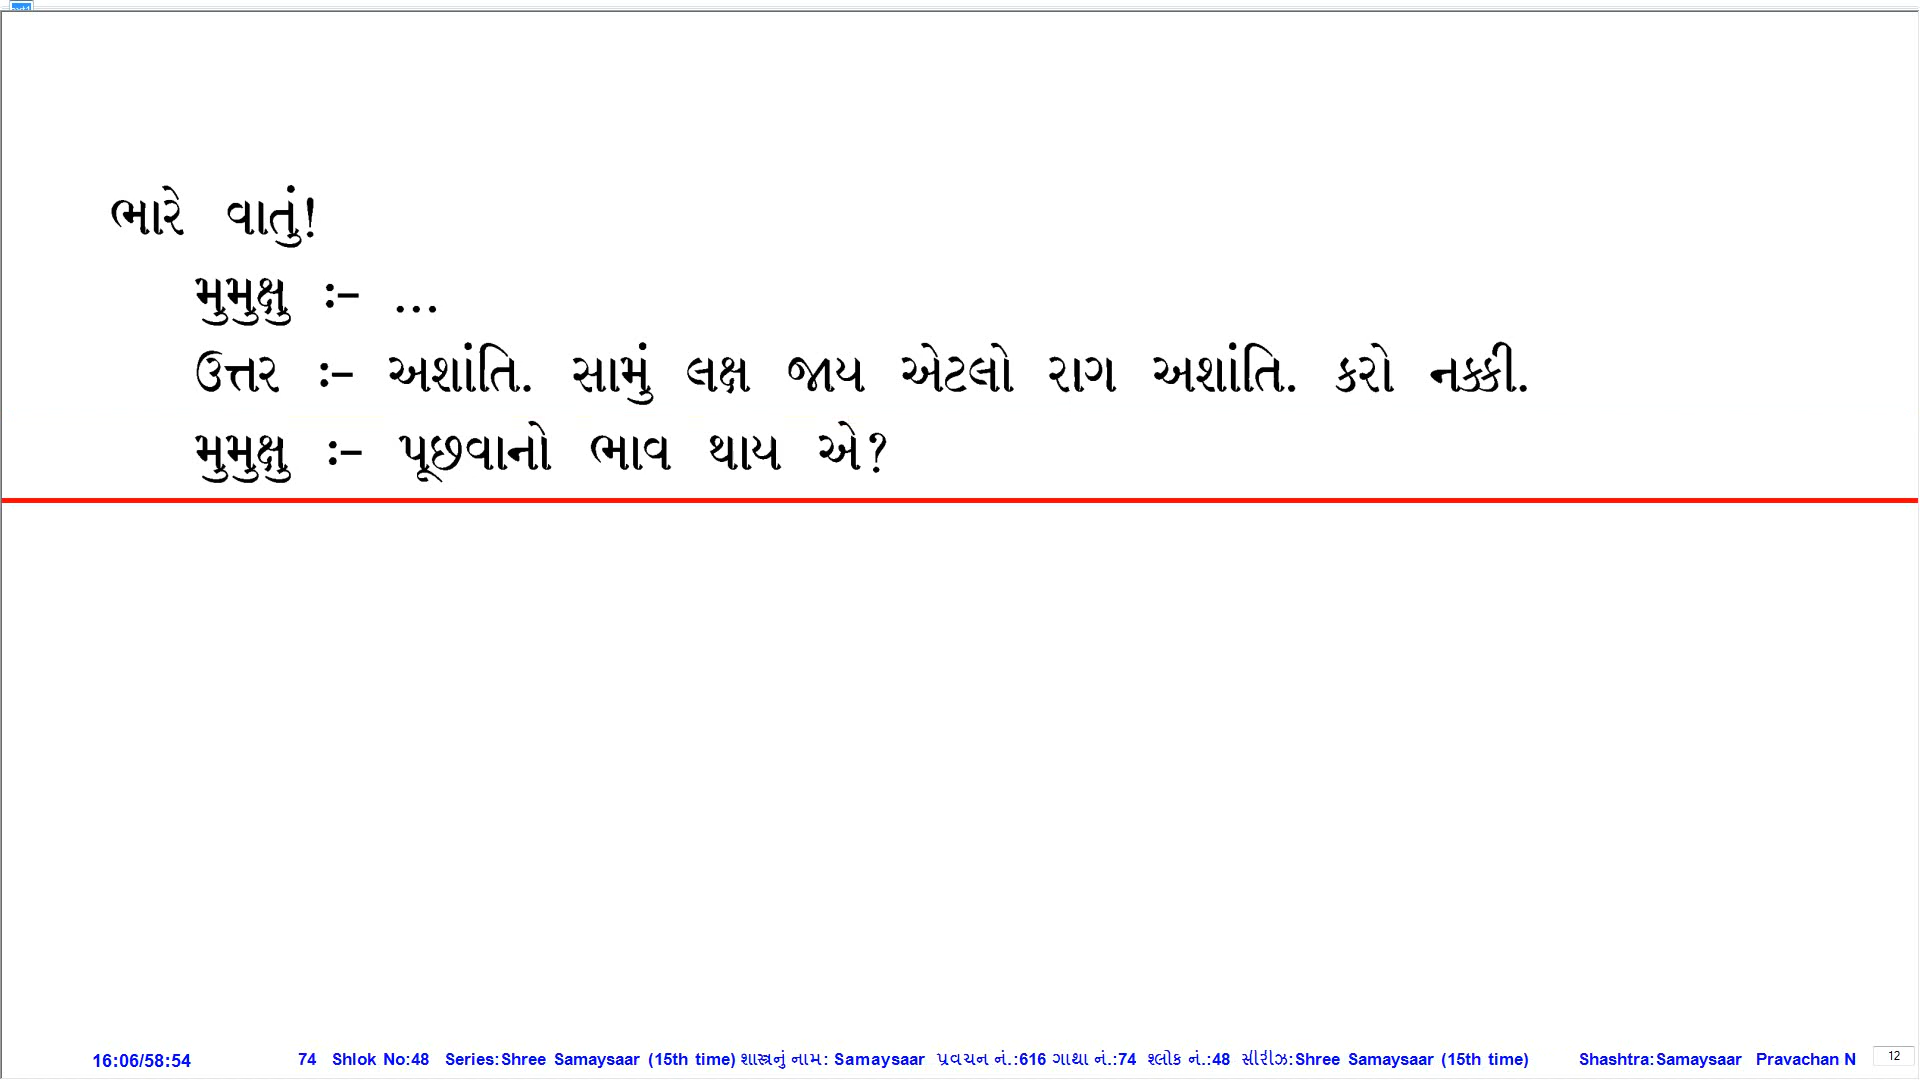 ભારે વાતું!
મુમુક્ષુ :- ...
ઉત્તર :- અશાંતિ. સામું લક્ષ જાય એટલો રાગ અશાંતિ. કરો નક્કી.
મુમુક્ષુ :- પૂછવાનો ભાવ થાય એ?
16:06/58:54 74 Shlok No:48 Series:Shree Samaysaar (15th time) શાસ્ત્રનું નામ: Samaysaar પ્રવચન નં.:616 ગાથા નં.:74 શ્લોક નં.:48 સીરીઝ:Shree Samaysaar (15th time) Shashtra:Samaysaar Pravachan N 12